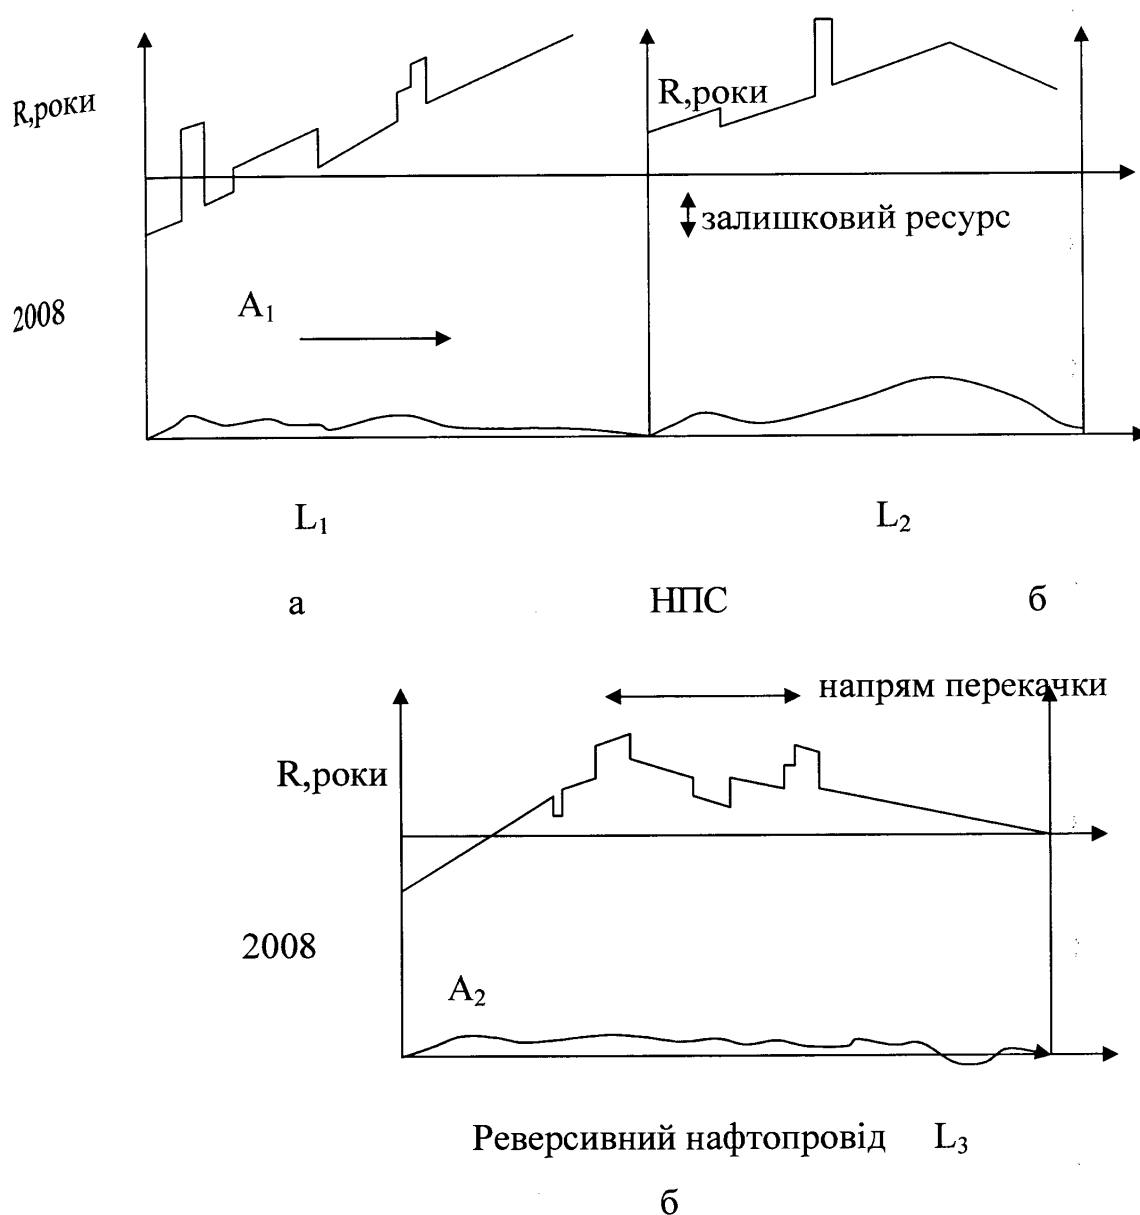 R,роки
R,роки
залишковий ресурс
2008
A₁
L₁
L₂
а
НПС
б
напрям перекачки
R,роки
2008
A₂
Реверсивний нафтопровід L₃
б